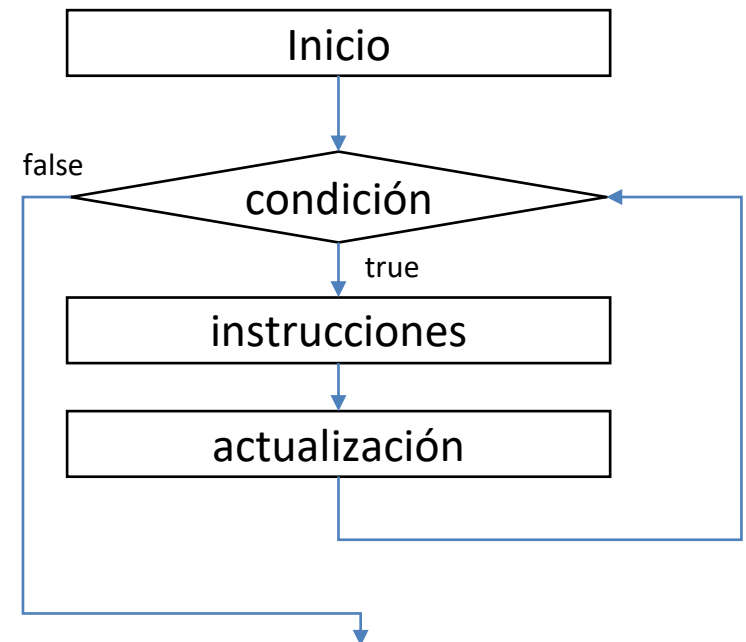 Inicio
false
condición
true
instrucciones
actualización